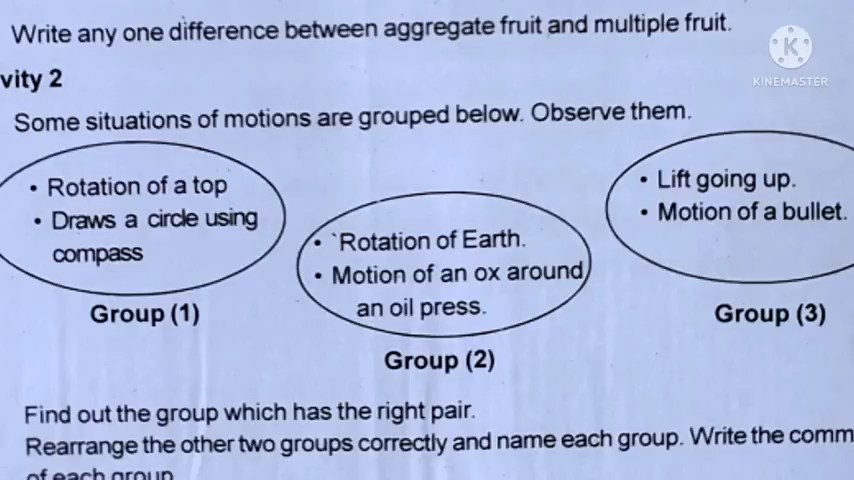 Write any one difference between aggregate fruit and multiple fruit.
KINEMASTER
vity 2
Some situations of motions are grouped below. Observe them.
• Rotation of a top
• Draws a circle using
compass
Group (1)
• `Rotation of Earth.
• Motion of an ox around
an oil press.
Group (2)
• Lift going up.
• Motion of a bullet.
Group (3)
Find out the group which has the right pair.
Rearrange the other two groups correctly and name each group. Write the comm
of each group